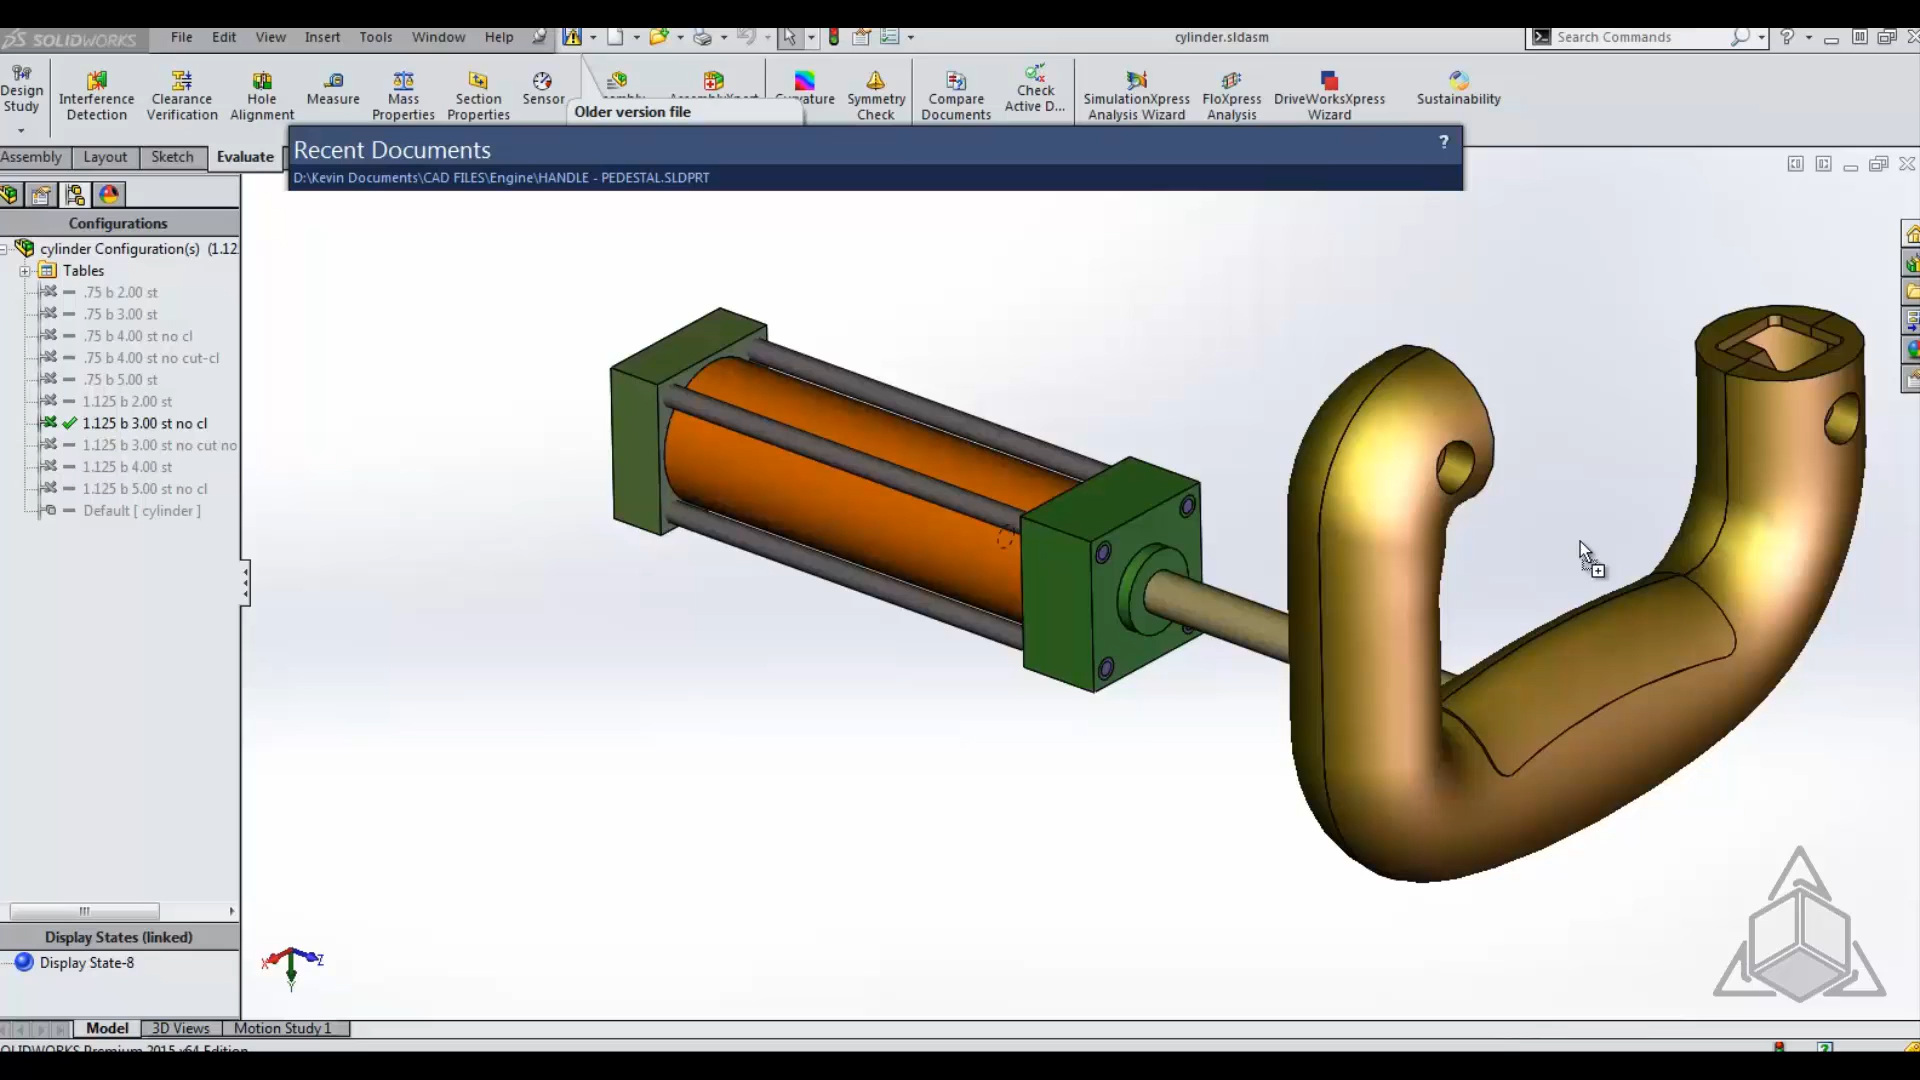 SOLIDWORKS File Edit View Insert Tools Window Help cylinder.sldasm Search Commands ?
Design Study
Interference Detection
Clearance Verification
Hole Alignment
Measure
Mass Properties
Section Properties
Sensor
Symmetry Check
Compare Documents
Check Active D...
SimulationXpress Analysis Wizard
FloXpress Analysis
DriveWorksXpress Wizard
Sustainability
Older version file
Assembly Layout Sketch Evaluate
Recent Documents ?
D:\Kevin Documents\CAD FILES\Engine\HANDLE - PEDESTAL.SLDPRT
Configurations
cylinder Configuration(s) (1.12
Tables
.75 b 2.00 st
.75 b 3.00 st
.75 b 4.00 st no cl
.75 b 4.00 st no cut-cl
.75 b 5.00 st
1.125 b 2.00 st
1.125 b 3.00 st no cl
1.125 b 3.00 st no cut no
1.125 b 4.00 st
1.125 b 5.00 st no cl
Default [ cylinder ]
Display States (linked)
Display State-8
X Z
Y
Model 3D Views Motion Study 1
SOLIDWORKS Premium 2015 x64 Edition